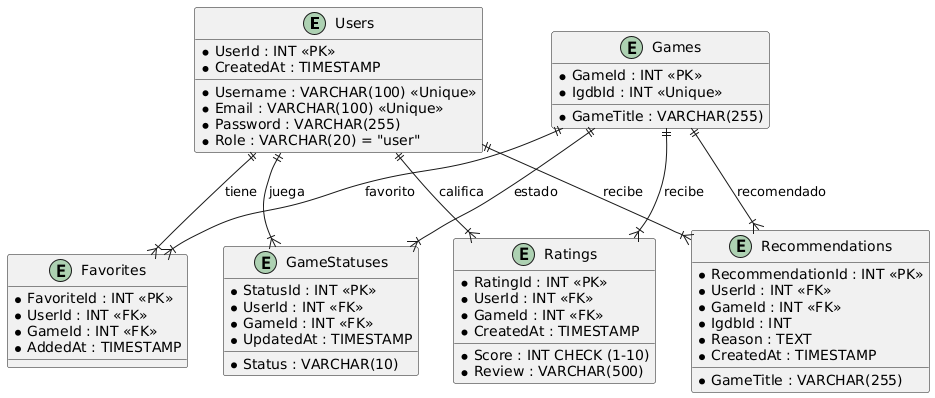 E Users
UserId : INT «PK»
CreatedAt : TIMESTAMP
Username : VARCHAR(100) «Unique»
Email : VARCHAR(100) «Unique»
Password : VARCHAR(255)
Role : VARCHAR(20) = "user"
E Games
GameId : INT «PK»
IgdbId : INT «Unique»
GameTitle : VARCHAR(255)
tiene
juega
favorito
califica
estado
recibe
recibe
recomendado
E Favorites
FavoriteId : INT «PK»
UserId : INT «FK»
GameId : INT «FK»
AddedAt : TIMESTAMP
E GameStatuses
StatusId : INT «PK»
UserId : INT «FK»
GameId : INT «FK»
UpdatedAt : TIMESTAMP
Status : VARCHAR(10)
E Ratings
RatingId : INT «PK»
UserId : INT «FK»
GameId : INT «FK»
CreatedAt : TIMESTAMP
Score : INT CHECK (1-10)
Review : VARCHAR(500)
E Recommendations
RecommendationId : INT «PK»
UserId : INT «FK»
GameId : INT «FK»
IgdbId : INT
Reason : TEXT
CreatedAt : TIMESTAMP
GameTitle : VARCHAR(255)